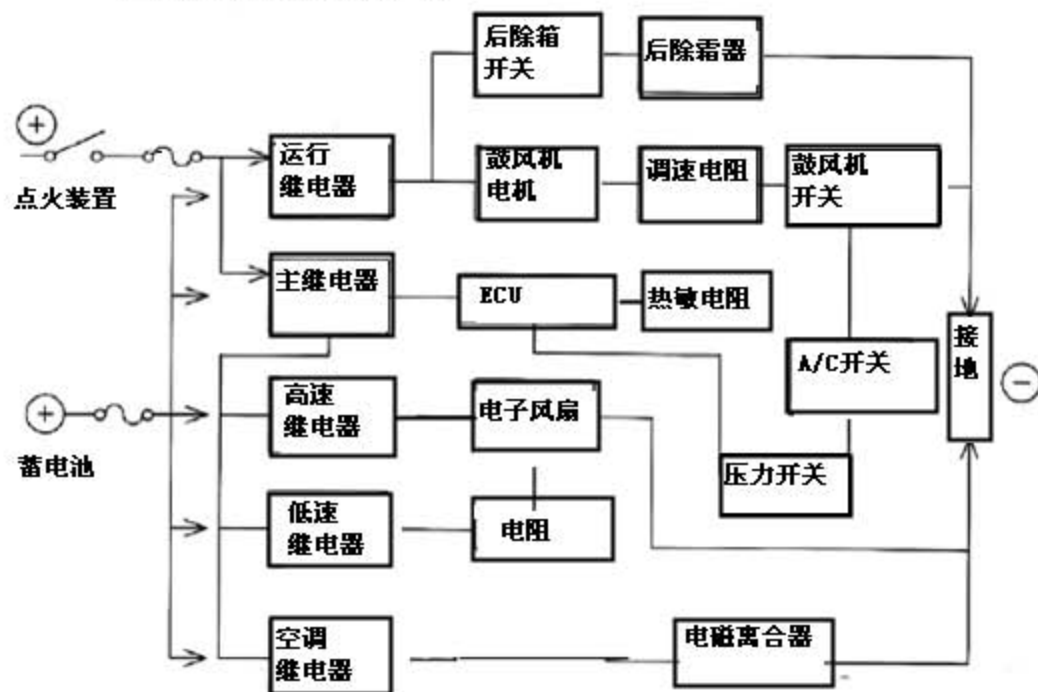 后除箱
开关
后除霜器
点火装置
运行
继电器
鼓风机
电机
调速电阻
鼓风机
开关
主继电器
ECU
热敏电阻
A/C开关
接
地
高速
继电器
电子风扇
蓄电池
压力开关
低速
继电器
电阻
空调
继电器
电磁离合器